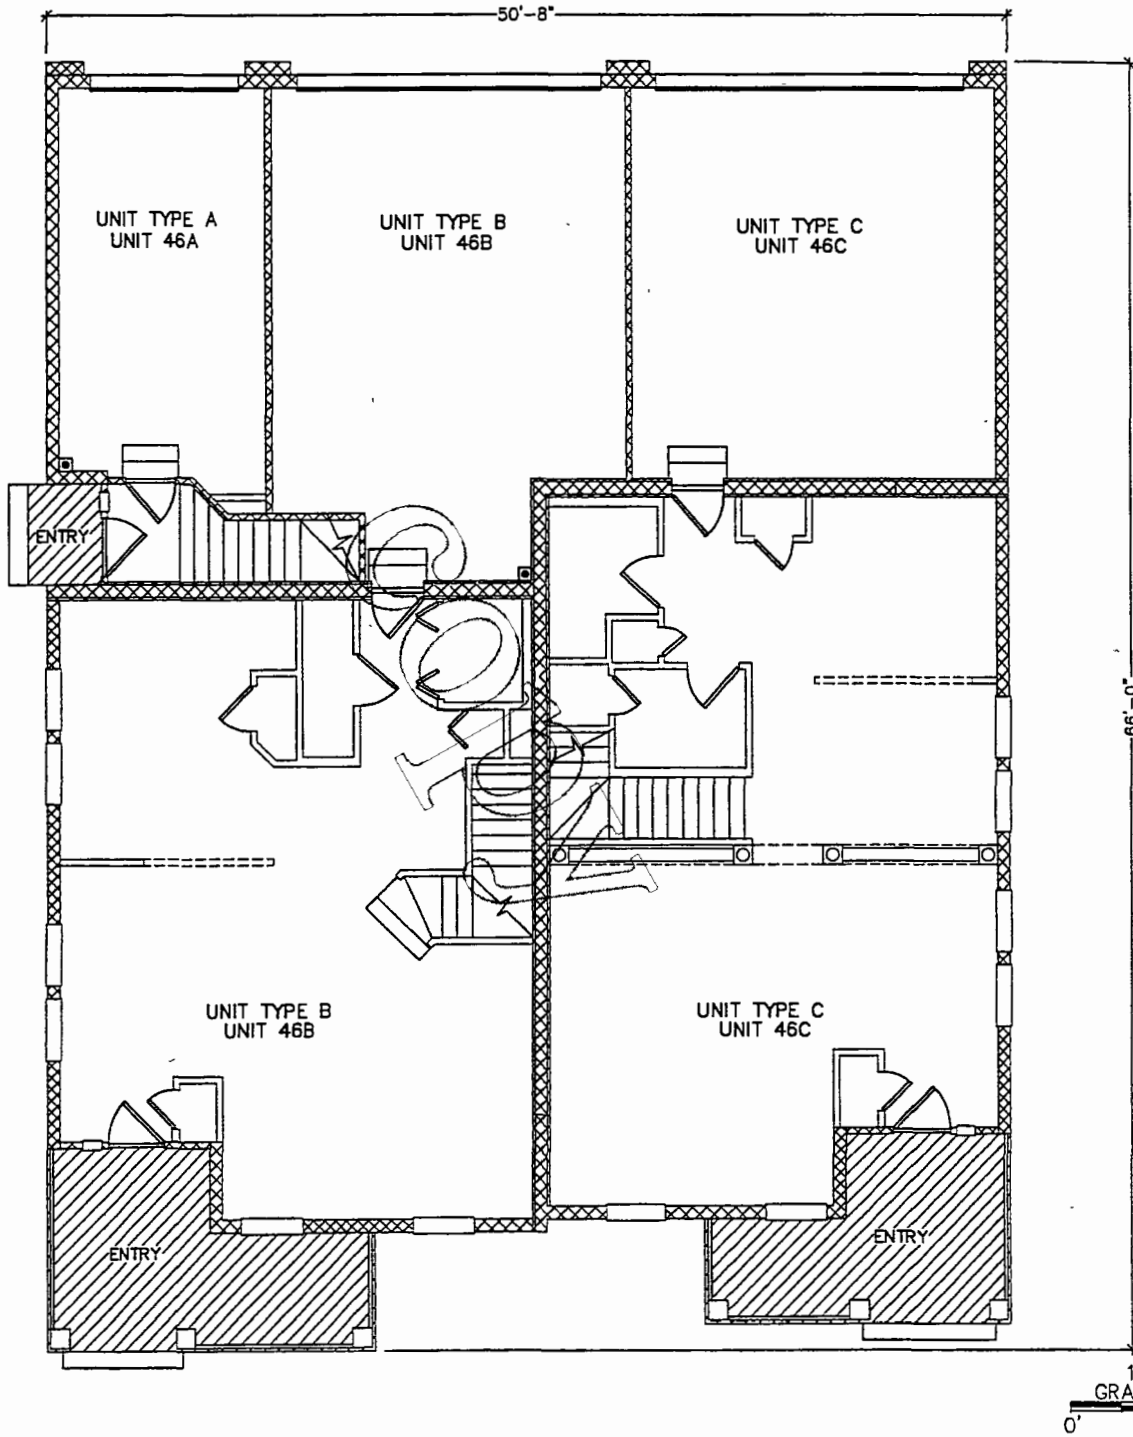 50'-8"
UNIT TYPE A
UNIT 46A
UNIT TYPE B
UNIT 46B
UNIT TYPE C
UNIT 46C
ENTRY
66'-0"
UNIT TYPE B
UNIT 46B
UNIT TYPE C
UNIT 46C
ENTRY
ENTRY
1
GRA
0'